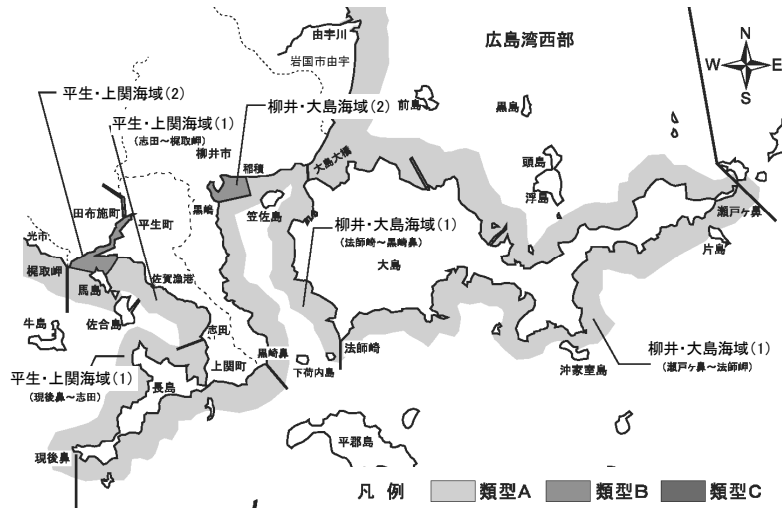 由宇川
岩国市由宇
広島湾西部
N
W E
S
平生・上関海域(2)
平生・上関海域(1)
(志田~梶取岬)
柳井・大島海域(2)
前島
黒島
柳井市
稲積
大島大橋
頭島
浮島
田布施町
平生町
黒嶋
笠佐島
柳井・大島海域(1)
(法師崎~黒崎鼻)
瀬戸ヶ鼻
光市
大島
片島
梶取岬
馬島
佐賀漁港
佐合島
牛島
志田
黒崎鼻
法師崎
柳井・大島海域(1)
(瀬戸ヶ鼻~法師岬)
上関町
下荷内島
沖家室島
平生・上関海域(1)
(現後鼻~志田)
長島
平郡島
現後鼻
凡 例 類型A 類型B 類型C